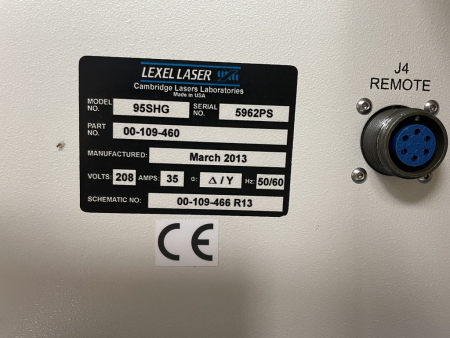 LEXEL LASER
Cambridge Lasers Laboratories
Made in USA
MODEL NO. 95SHG SERIAL NO. 5962PS
PART NO. 00-109-460
MANUFACTURED: March 2013
VOLTS: 208 AMPS: 35 ø: Δ / Y Hz: 50/60
SCHEMATIC NO: 00-109-466 R13
CE
J4
REMOTE